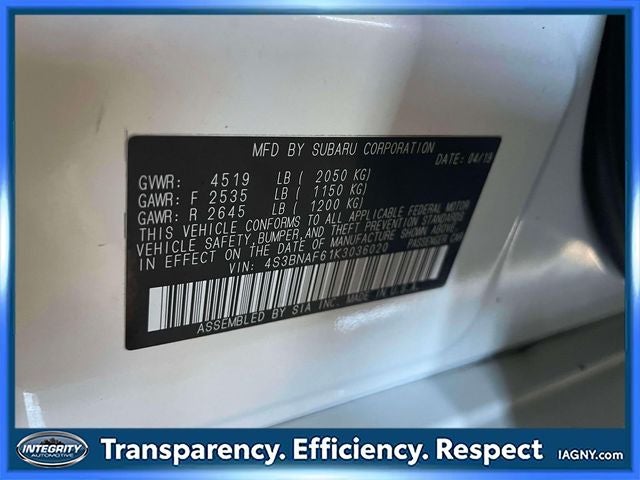 MFD BY SUBARU CORPORATION
DATE: 04/19
GVWR: 4519 LB ( 2050 KG)
GAWR: F 2535 LB ( 1150 KG)
GAWR: R 2645 LB ( 1200 KG)
THIS VEHICLE CONFORMS TO ALL APPLICABLE FEDERAL MOTOR
VEHICLE SAFETY, BUMPER, AND THEFT PREVENTION STANDARDS
IN EFFECT ON THE DATE OF MANUFACTURE SHOWN ABOVE.
VIN: 4S3BNAF61K3036020 PASSENGER CAR
ASSEMBLED BY SIA INC. MADE IN U.S.A.
INTEGRITY
AUTOMOTIVE
Transparency. Efficiency. Respect
IAGNY.com